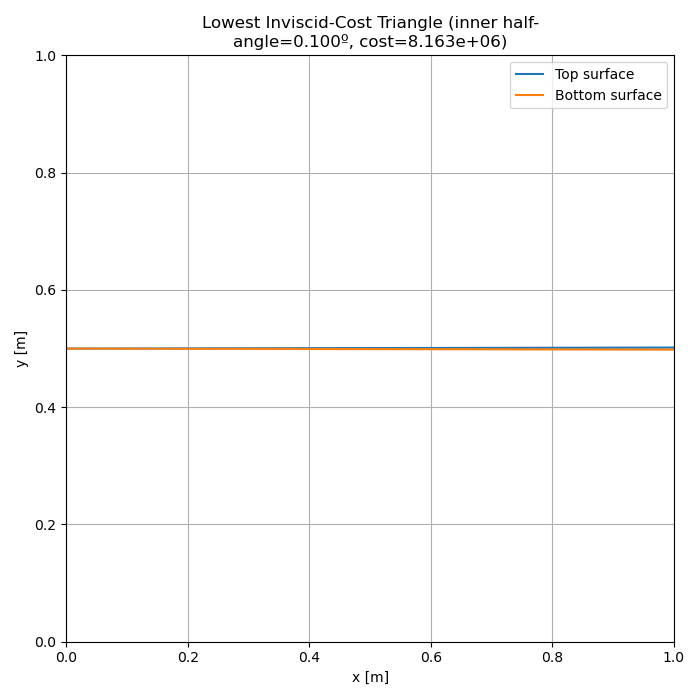 Lowest Inviscid-Cost Triangle (inner half-
angle=0.100º, cost=8.163e+06)
Top surface
Bottom surface
1.0
0.8
0.6
0.4
0.2
0.0
y [m]
0.0 0.2 0.4 0.6 0.8 1.0
x [m]